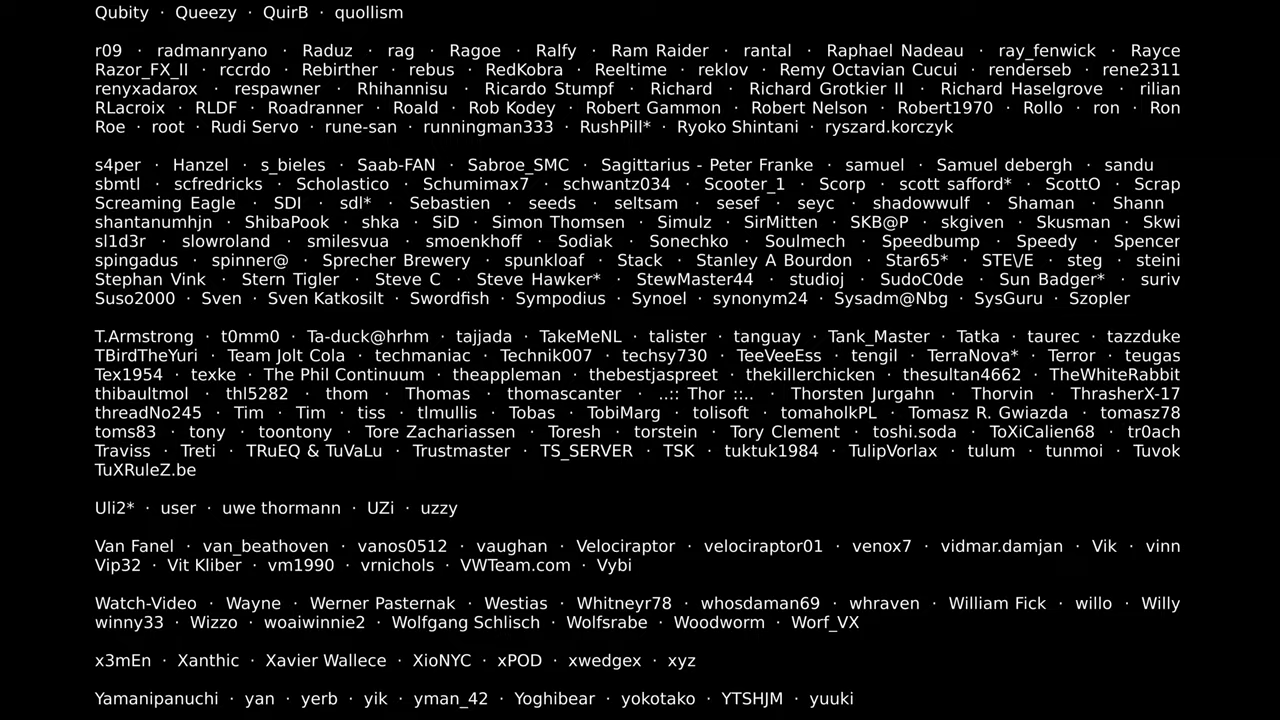 Qubity · Queezy · QuirB · quollism
r09 · radmanryano · Raduz · rag · Ragoe · Ralfy · Ram Raider · rantal · Raphael Nadeau · ray_fenwick · Rayce
Razor_FX_II · rccrdo · Rebirther · rebus · RedKobra · Reeltime · reklov · Remy Octavian Cucui · renderseb · rene2311
renyxadarox · respawner · Rhihannisu · Ricardo Stumpf · Richard · Richard Grotkier II · Richard Haselgrove · rilian
RLacroix · RLDF · Roadranner · Roald · Rob Kodey · Robert Gammon · Robert Nelson · Robert1970 · Rollo · ron · Ron
Roe · root · Rudi Servo · rune-san · runningman333 · RushPill* · Ryoko Shintani · ryszard.korczyk
s4per · Hanzel · s_bieles · Saab-FAN · Sabroe_SMC · Sagittarius - Peter Franke · samuel · Samuel debergh · sandu
sbmtl · scfredricks · Scholastico · Schumimax7 · schwantz034 · Scooter_1 · Scorp · scott safford* · ScottO · Scrap
Screaming Eagle · SDI · sdl* · Sebastien · seeds · seltsam · sesef · seyc · shadowwulf · Shaman · Shann
shantanumhjn · ShibaPook · shka · SiD · Simon Thomsen · Simulz · SirMitten · SKB@P · skgiven · Skusman · Skwi
sl1d3r · slowroland · smilesvua · smoenkhoff · Sodiak · Sonechko · Soulmech · Speedbump · Speedy · Spencer
spingadus · spinner@ · Sprecher Brewery · spunkloaf · Stack · Stanley A Bourdon · Star65* · STE\/E · steg · steini
Stephan Vink · Stern Tigler · Steve C · Steve Hawker* · StewMaster44 · studioj · SudoC0de · Sun Badger* · suriv
Suso2000 · Sven · Sven Katkosilt · Swordfish · Sympodius · Synoel · synonym24 · Sysadm@Nbg · SysGuru · Szopler
T.Armstrong · t0mm0 · Ta-duck@hrhm · tajjada · TakeMeNL · talister · tanguay · Tank_Master · Tatka · taurec · tazzduke
TBirdTheYuri · Team Jolt Cola · techmaniac · Technik007 · techsy730 · TeeVeeEss · tengil · TerraNova* · Terror · teugas
Tex1954 · texke · The Phil Continuum · theappleman · thebestjaspreet · thekillerchicken · thesultan4662 · TheWhiteRabbit
thibaultmol · thl5282 · thom · Thomas · thomascanter · ..:: Thor ::.. · Thorsten Jurgahn · Thorvin · ThrasherX-17
threadNo245 · Tim · Tim · tiss · tlmullis · Tobas · TobiMarg · tolisoft · tomaholkPL · Tomasz R. Gwiazda · tomasz78
toms83 · tony · toontony · Tore Zachariassen · Toresh · torstein · Tory Clement · toshi.soda · ToXiCalien68 · tr0ach
Traviss · Treti · TRuEQ & TuVaLu · Trustmaster · TS_SERVER · TSK · tuktuk1984 · TulipVorlax · tulum · tunmoi · Tuvok
TuXRuleZ.be
Uli2* · user · uwe thormann · UZi · uzzy
Van Fanel · van_beathoven · vanos0512 · vaughan · Velociraptor · velociraptor01 · venox7 · vidmar.damjan · Vik · vinn
Vip32 · Vit Kliber · vm1990 · vrnichols · VWTeam.com · Vybi
Watch-Video · Wayne · Werner Pasternak · Westias · Whitneyr78 · whosdaman69 · whraven · William Fick · willo · Willy
winny33 · Wizzo · woaiwinnie2 · Wolfgang Schlisch · Wolfsrabe · Woodworm · Worf_VX
x3mEn · Xanthic · Xavier Wallece · XioNYC · xPOD · xwedgex · xyz
Yamanipanuchi · yan · yerb · yik · yman_42 · Yoghibear · yokotako · YTSHJM · yuuki